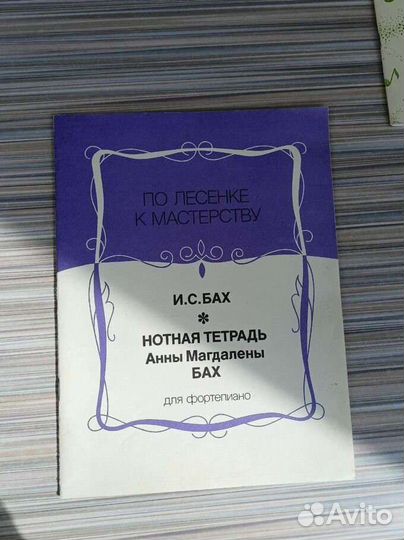 ПО ЛЕСЕНКЕ
К МАСТЕРСТВУ
И.С.БАХ
*
НОТНАЯ ТЕТРАДЬ
Анны Магдалены
БАХ
для фортепиано
Avito